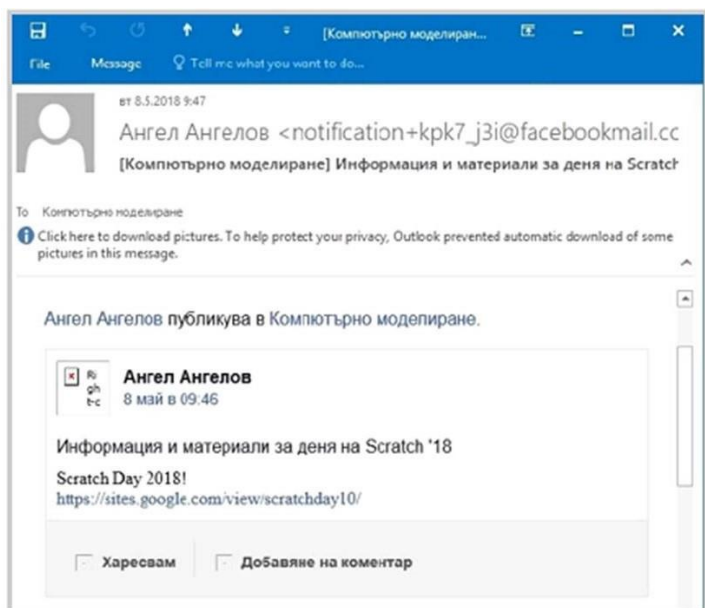 [Компютърно моделиран...
File Message Tell me what you want to do...
вт 8.5.2018 9:47
Ангел Ангелов <notification+kpk7_j3i@facebookmail.cc
[Компютърно моделиране] Информация и материали за деня на Scratch
To Компютърно моделиране
Click here to download pictures. To help protect your privacy, Outlook prevented automatic download of some
pictures in this message.
Ангел Ангелов публикува в Компютърно моделиране.
Ri
gh
t-c
Ангел Ангелов
8 май в 09:46
Информация и материали за деня на Scratch '18
Scratch Day 2018!
https://sites.google.com/view/scratchday10/
Харесвам Добавяне на коментар